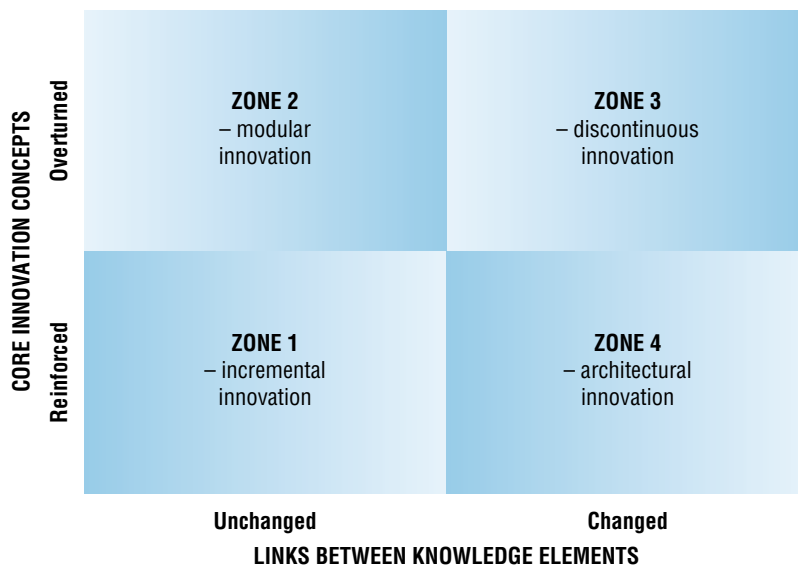 CORE INNOVATION CONCEPTS
Overturned
Reinforced
ZONE 2
– modular
innovation
ZONE 3
– discontinuous
innovation
ZONE 1
– incremental
innovation
ZONE 4
– architectural
innovation
Unchanged
Changed
LINKS BETWEEN KNOWLEDGE ELEMENTS